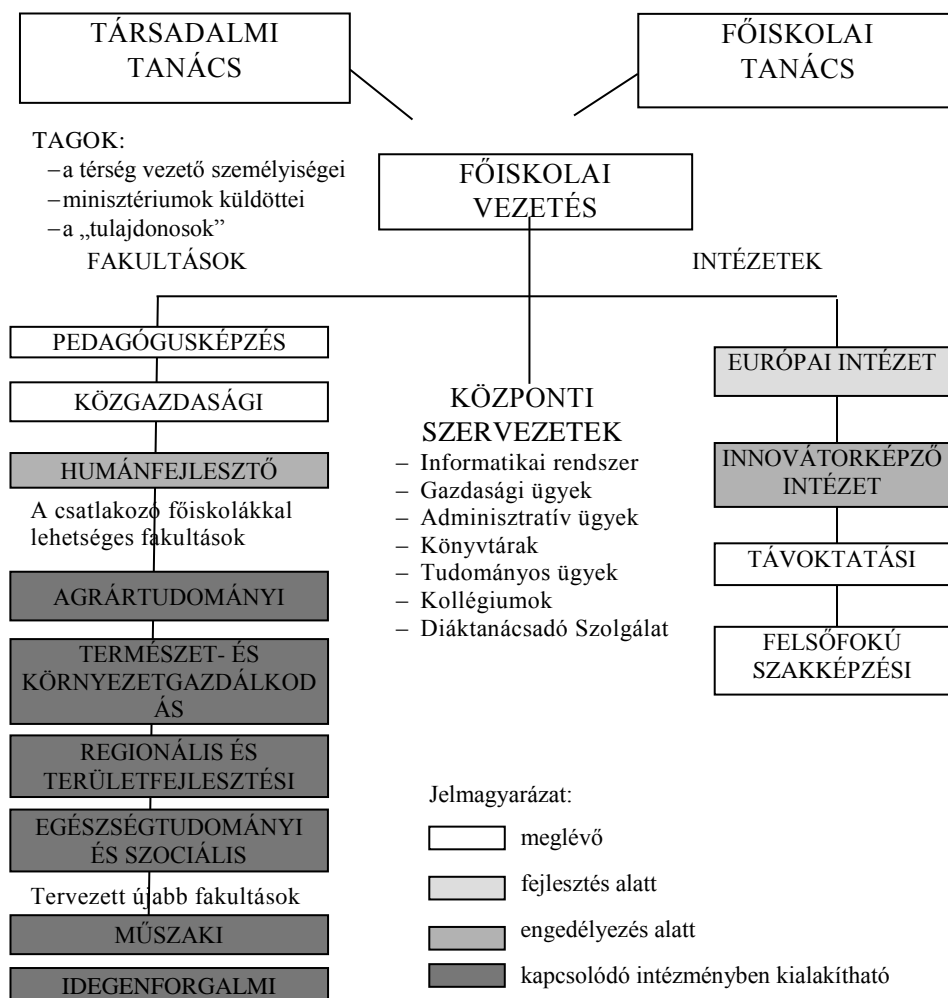 TÁRSADALMI
TANÁCS
FŐISKOLAI
TANÁCS
TAGOK:
–a térség vezető személyiségei
–minisztériumok küldöttei
–a „tulajdonosok”
FŐISKOLAI
VEZETÉS
FAKULTÁSOK
INTÉZETEK
PEDAGÓGUSKÉPZÉS
KÖZGAZDASÁGI
HUMÁNFEJLESZTŐ
A csatlakozó főiskolákkal
lehetséges fakultások
AGRÁRTUDOMÁNYI
TERMÉSZET- ÉS
KÖRNYEZETGAZDÁLKOD
ÁS
REGIONÁLIS ÉS
TERÜLETFEJLESZTÉSI
EGÉSZSÉGTUDOMÁNYI
ÉS SZOCIÁLIS
Tervezett újabb fakultások
MŰSZAKI
IDEGENFORGALMI
KÖZPONTI
SZERVEZETEK
– Informatikai rendszer
– Gazdasági ügyek
– Adminisztratív ügyek
– Könyvtárak
– Tudományos ügyek
– Kollégiumok
– Diáktanácsadó Szolgálat
EURÓPAI INTÉZET
INNOVÁTORKÉPZŐ
INTÉZET
TÁVOKTATÁSI
FELSŐFOKÚ
SZAKKÉPZÉSI
Jelmagyarázat:
meglévő
fejlesztés alatt
engedélyezés alatt
kapcsolódó intézményben kialakítható